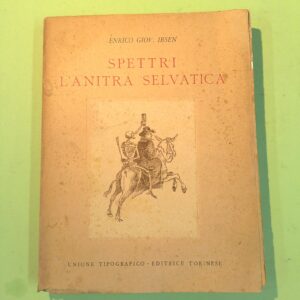 ENRICO GIOV. IBSEN
SPETTRI
L'ANITRA SELVATICA
UNIONE TIPOGRAFICO - EDITRICE TORINESE